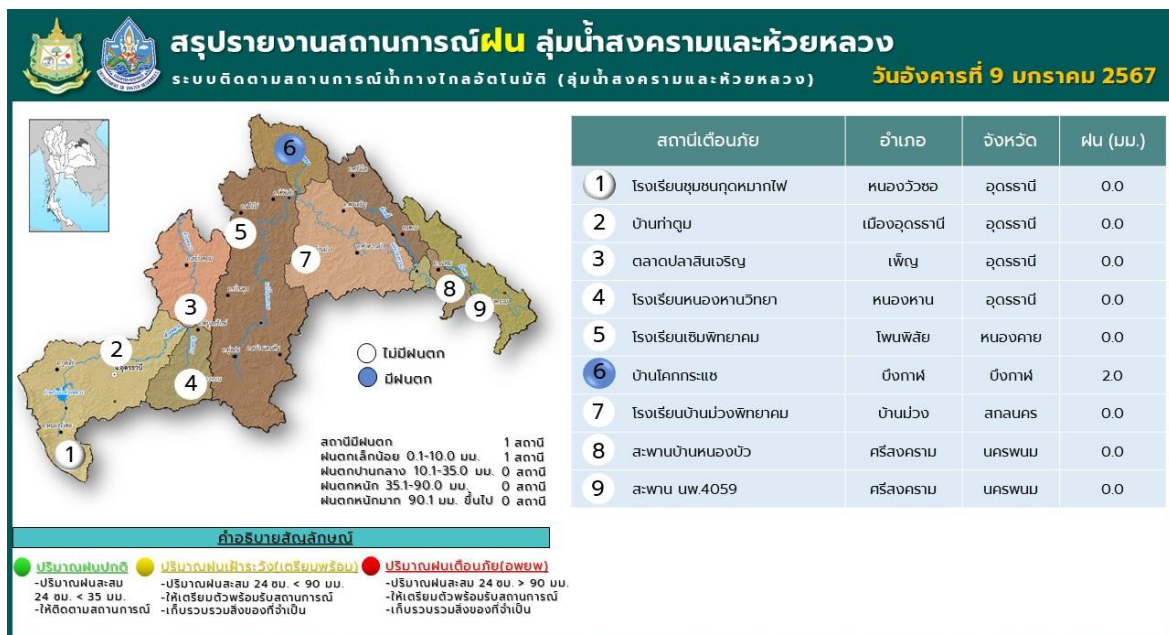 สรุปรายงานสถานการณ์ฝน ลุ่มน้ำสงครามและห้วยหลวง
ระบบติดตามสถานการณ์น้ำทางไกลอัตโนมัติ (ลุ่มน้ำสงครามและห้วยหลวง)
วันอังคารที่ 9 มกราคม 2567
6
5
7
8
9
3
2
4
1
ไม่มีฝนตก
มีฝนตก
สถานีมีฝนตก 1 สถานี
ฝนตกเล็กน้อย 0.1-10.0 มม. 1 สถานี
ฝนตกปานกลาง 10.1-35.0 มม. 0 สถานี
ฝนตกหนัก 35.1-90.0 มม. 0 สถานี
ฝนตกหนักมาก 90.1 มม. ขึ้นไป 0 สถานี
สถานีเตือนภัย อำเภอ จังหวัด ฝน (มม.)
1 โรงเรียนชุมชนกุดหมากไฟ หนองวัวซอ อุดรธานี 0.0
2 บ้านท่าตูม เมืองอุดรธานี อุดรธานี 0.0
3 ตลาดปลาสินเจริญ เพ็ญ อุดรธานี 0.0
4 โรงเรียนหนองหานวิทยา หนองหาน อุดรธานี 0.0
5 โรงเรียนเซิมพิทยาคม โพนพิสัย หนองคาย 0.0
6 บ้านโคกกระแซ บึงกาฬ บึงกาฬ 2.0
7 โรงเรียนบ้านม่วงพิทยาคม บ้านม่วง สกลนคร 0.0
8 สะพานบ้านหนองบัว ศรีสงคราม นครพนม 0.0
9 สะพาน นพ.4059 ศรีสงคราม นครพนม 0.0
คำอธิบายสัญลักษณ์
ปริมาณฝนปกติ
-ปริมาณฝนสะสม
24 ชม. < 35 มม.
-ให้ติดตามสถานการณ์
ปริมาณฝนเฝ้าระวัง(เตรียมพร้อม)
-ปริมาณฝนสะสม 24 ชม. < 90 มม.
-ให้เตรียมตัวพร้อมรับสถานการณ์
-เก็บรวบรวมสิ่งของที่จำเป็น
ปริมาณฝนเตือนภัย(อพยพ)
-ปริมาณฝนสะสม 24 ชม. > 90 มม.
-ให้เตรียมตัวพร้อมรับสถานการณ์
-เก็บรวบรวมสิ่งของที่จำเป็น